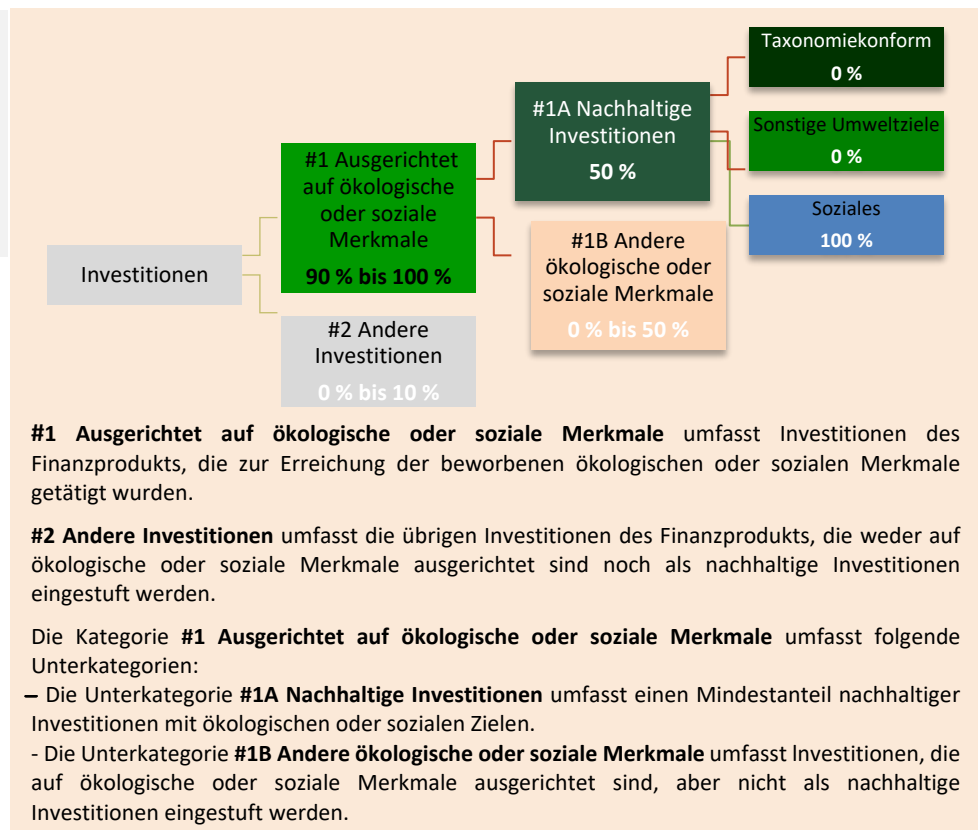 Taxonomiekonform
0 %
#1A Nachhaltige
Investitionen
50 %
Sonstige Umweltziele
0 %
#1 Ausgerichtet
auf ökologische
oder soziale
Merkmale
90 % bis 100 %
Soziales
100 %
#1B Andere
ökologische oder
soziale Merkmale
0 % bis 50 %
Investitionen
#2 Andere
Investitionen
0 % bis 10 %
#1 Ausgerichtet auf ökologische oder soziale Merkmale umfasst Investitionen des
Finanzprodukts, die zur Erreichung der beworbenen ökologischen oder sozialen Merkmale
getätigt wurden.
#2 Andere Investitionen umfasst die übrigen Investitionen des Finanzprodukts, die weder auf
ökologische oder soziale Merkmale ausgerichtet sind noch als nachhaltige Investitionen
eingestuft werden.
Die Kategorie #1 Ausgerichtet auf ökologische oder soziale Merkmale umfasst folgende
Unterkategorien:
– Die Unterkategorie #1A Nachhaltige Investitionen umfasst einen Mindestanteil nachhaltiger
Investitionen mit ökologischen oder sozialen Zielen.
- Die Unterkategorie #1B Andere ökologische oder soziale Merkmale umfasst Investitionen, die
auf ökologische oder soziale Merkmale ausgerichtet sind, aber nicht als nachhaltige
Investitionen eingestuft werden.